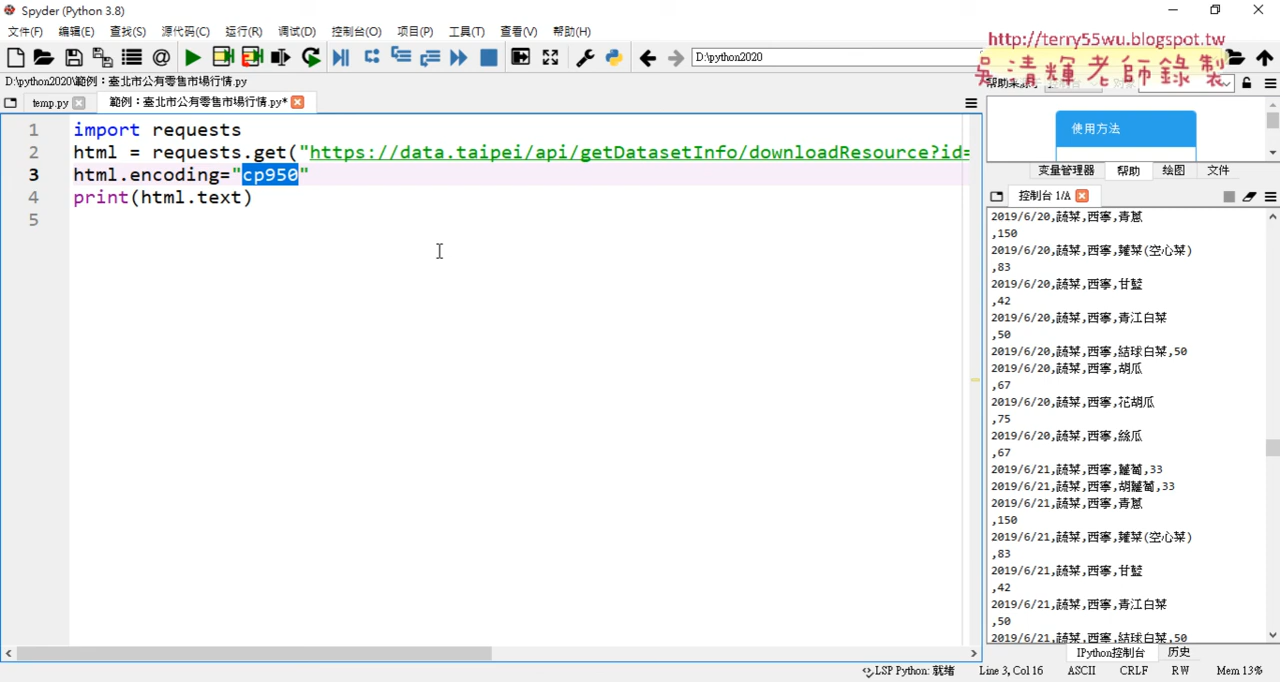 Spyder (Python 3.8)
文件(F) 编辑(E) 查找(S) 源代码(C) 运行(R) 调试(D) 控制台(O) 项目(P) 工具(T) 查看(V) 帮助(H)
http://terry55wu.blogspot.tw
D:\python2020
吳清輝老師錄製
D:\python2020\範例：臺北市公有零售市場行情.py
帮助来源
temp.py 範例：臺北市公有零售市場行情.py*
1 import requests
2 html = requests.get("https://data.taipei/api/getDatasetInfo/downloadResource?id=
3 html.encoding="cp950"
4 print(html.text)
5
使用方法
变量管理器 帮助 绘图 文件
控制台 1/A
2019/6/20,蔬菜,西寧,青蔥
,150
2019/6/20,蔬菜,西寧,蕹菜(空心菜)
,83
2019/6/20,蔬菜,西寧,甘藍
,42
2019/6/20,蔬菜,西寧,青江白菜
,50
2019/6/20,蔬菜,西寧,結球白菜,50
2019/6/20,蔬菜,西寧,胡瓜
,67
2019/6/20,蔬菜,西寧,花胡瓜
,75
2019/6/20,蔬菜,西寧,絲瓜
,67
2019/6/21,蔬菜,西寧,蘿蔔,33
2019/6/21,蔬菜,西寧,胡蘿蔔,33
2019/6/21,蔬菜,西寧,青蔥
,150
2019/6/21,蔬菜,西寧,蕹菜(空心菜)
,83
2019/6/21,蔬菜,西寧,甘藍
,42
2019/6/21,蔬菜,西寧,青江白菜
,50
2019/6/21,蔬菜,西寧,結球白菜,50
IPython控制台 历史
LSP Python: 就绪 Line 3, Col 16 ASCII CRLF RW Mem 13%